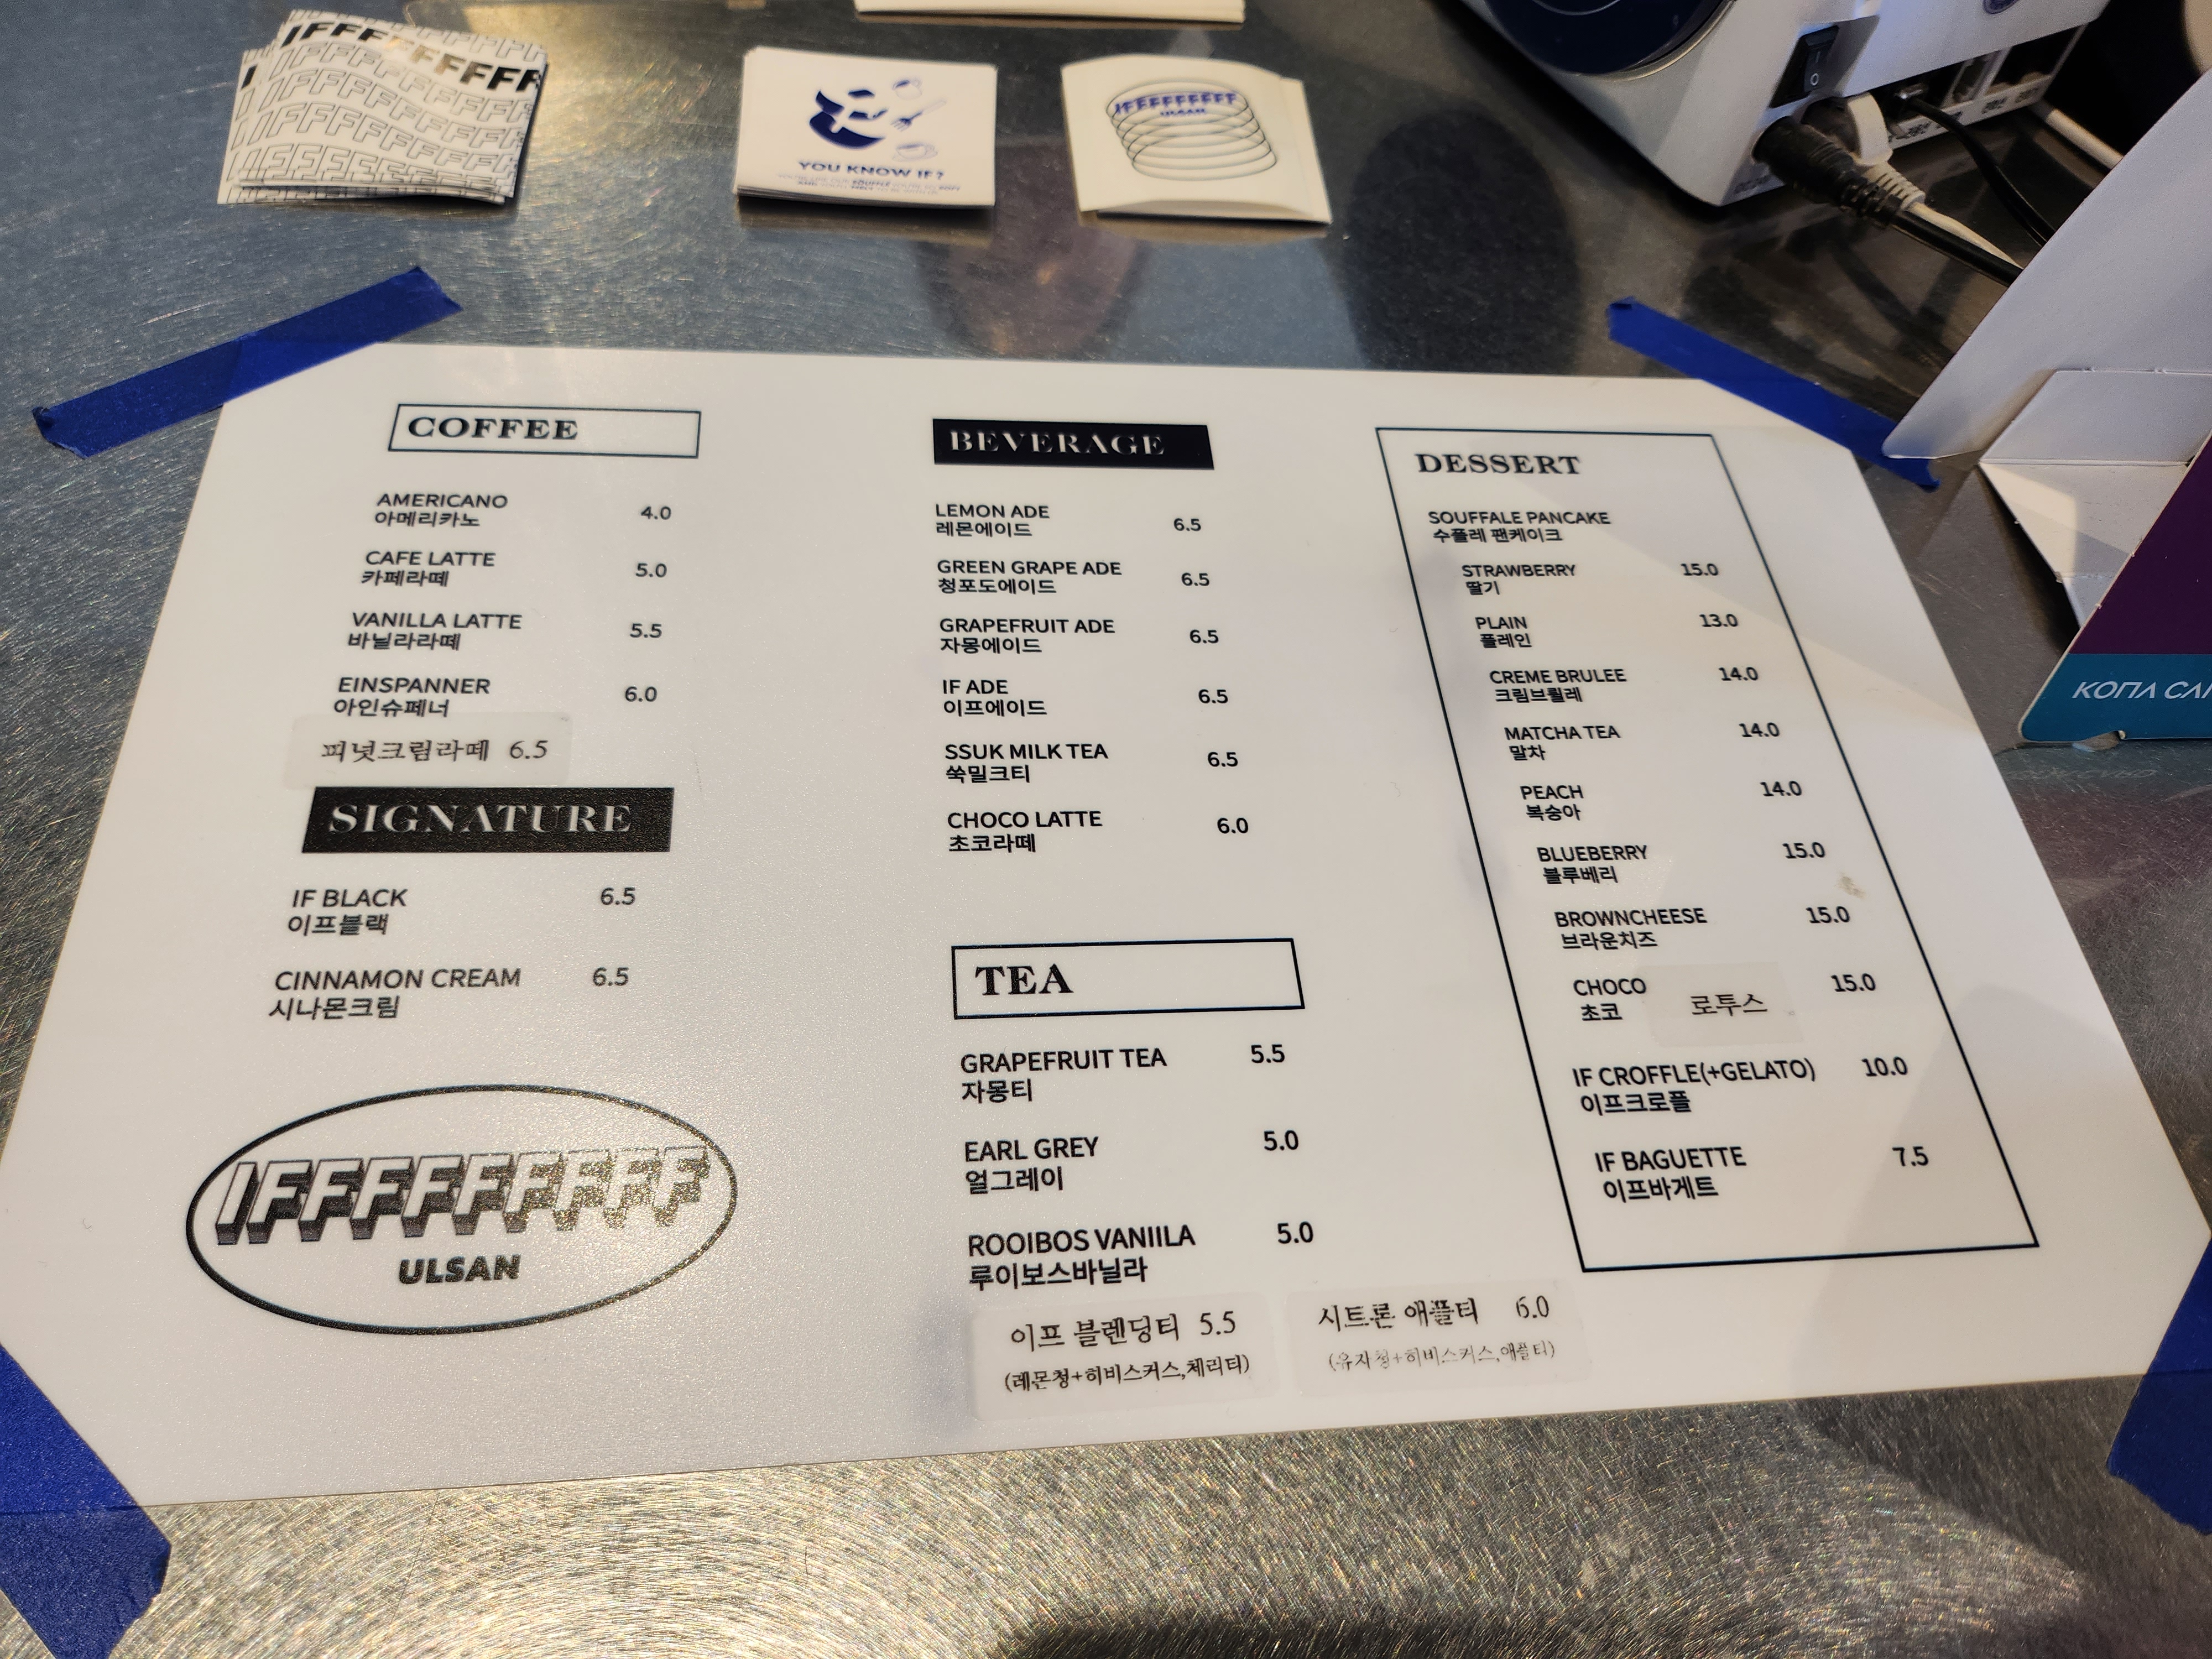 IFFFFFFFFF
YOU KNOW IF?
IFFFFFFFFF
ULSAN
COFFEE
AMERICANO 4.0
아메리카노
CAFE LATTE 5.0
카페라떼
VANILLA LATTE 5.5
바닐라라떼
EINSPANNER 6.0
아인슈페너
피넛크림라떼 6.5
SIGNATURE
IF BLACK 6.5
이프블랙
CINNAMON CREAM 6.5
시나몬크림
IFFFFFFFFF
ULSAN
BEVERAGE
LEMON ADE 6.5
레몬에이드
GREEN GRAPE ADE 6.5
청포도에이드
GRAPEFRUIT ADE 6.5
자몽에이드
IF ADE 6.5
이프에이드
SSUK MILK TEA 6.5
쑥밀크티
CHOCO LATTE 6.0
초코라떼
TEA
GRAPEFRUIT TEA 5.5
자몽티
EARL GREY 5.0
얼그레이
ROOIBOS VANIILA 5.0
루이보스바닐라
이프 블렌딩티 5.5
(레몬청+히비스커스,체리티)
시트론 애플티 6.0
(유자청+히비스커스,애플티)
DESSERT
SOUFFALE PANCAKE
수플레 팬케이크
STRAWBERRY 15.0
딸기
PLAIN 13.0
플레인
CREME BRULEE 14.0
크림브륄레
MATCHA TEA 14.0
말차
PEACH 14.0
복숭아
BLUEBERRY 15.0
블루베리
BROWNCHEESE 15.0
브라운치즈
CHOCO 15.0
초코 로투스
IF CROFFLE(+GELATO) 10.0
이프크로플
IF BAGUETTE 7.5
이프바게트